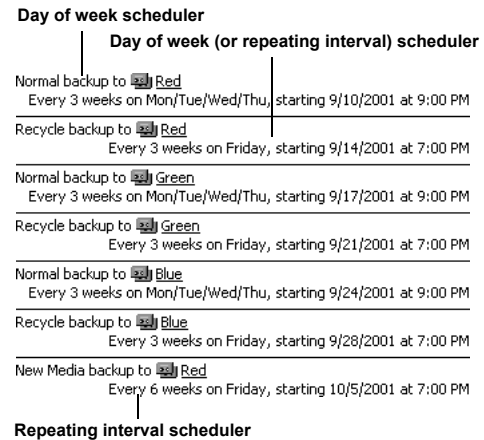 Day of week scheduler
Day of week (or repeating interval) scheduler
Normal backup to Red
Every 3 weeks on Mon/Tue/Wed/Thu, starting 9/10/2001 at 9:00 PM
Recycle backup to Red
Every 3 weeks on Friday, starting 9/14/2001 at 7:00 PM
Normal backup to Green
Every 3 weeks on Mon/Tue/Wed/Thu, starting 9/17/2001 at 9:00 PM
Recycle backup to Green
Every 3 weeks on Friday, starting 9/21/2001 at 7:00 PM
Normal backup to Blue
Every 3 weeks on Mon/Tue/Wed/Thu, starting 9/24/2001 at 9:00 PM
Recycle backup to Blue
Every 3 weeks on Friday, starting 9/28/2001 at 7:00 PM
New Media backup to Red
Every 6 weeks on Friday, starting 10/5/2001 at 7:00 PM
Repeating interval scheduler